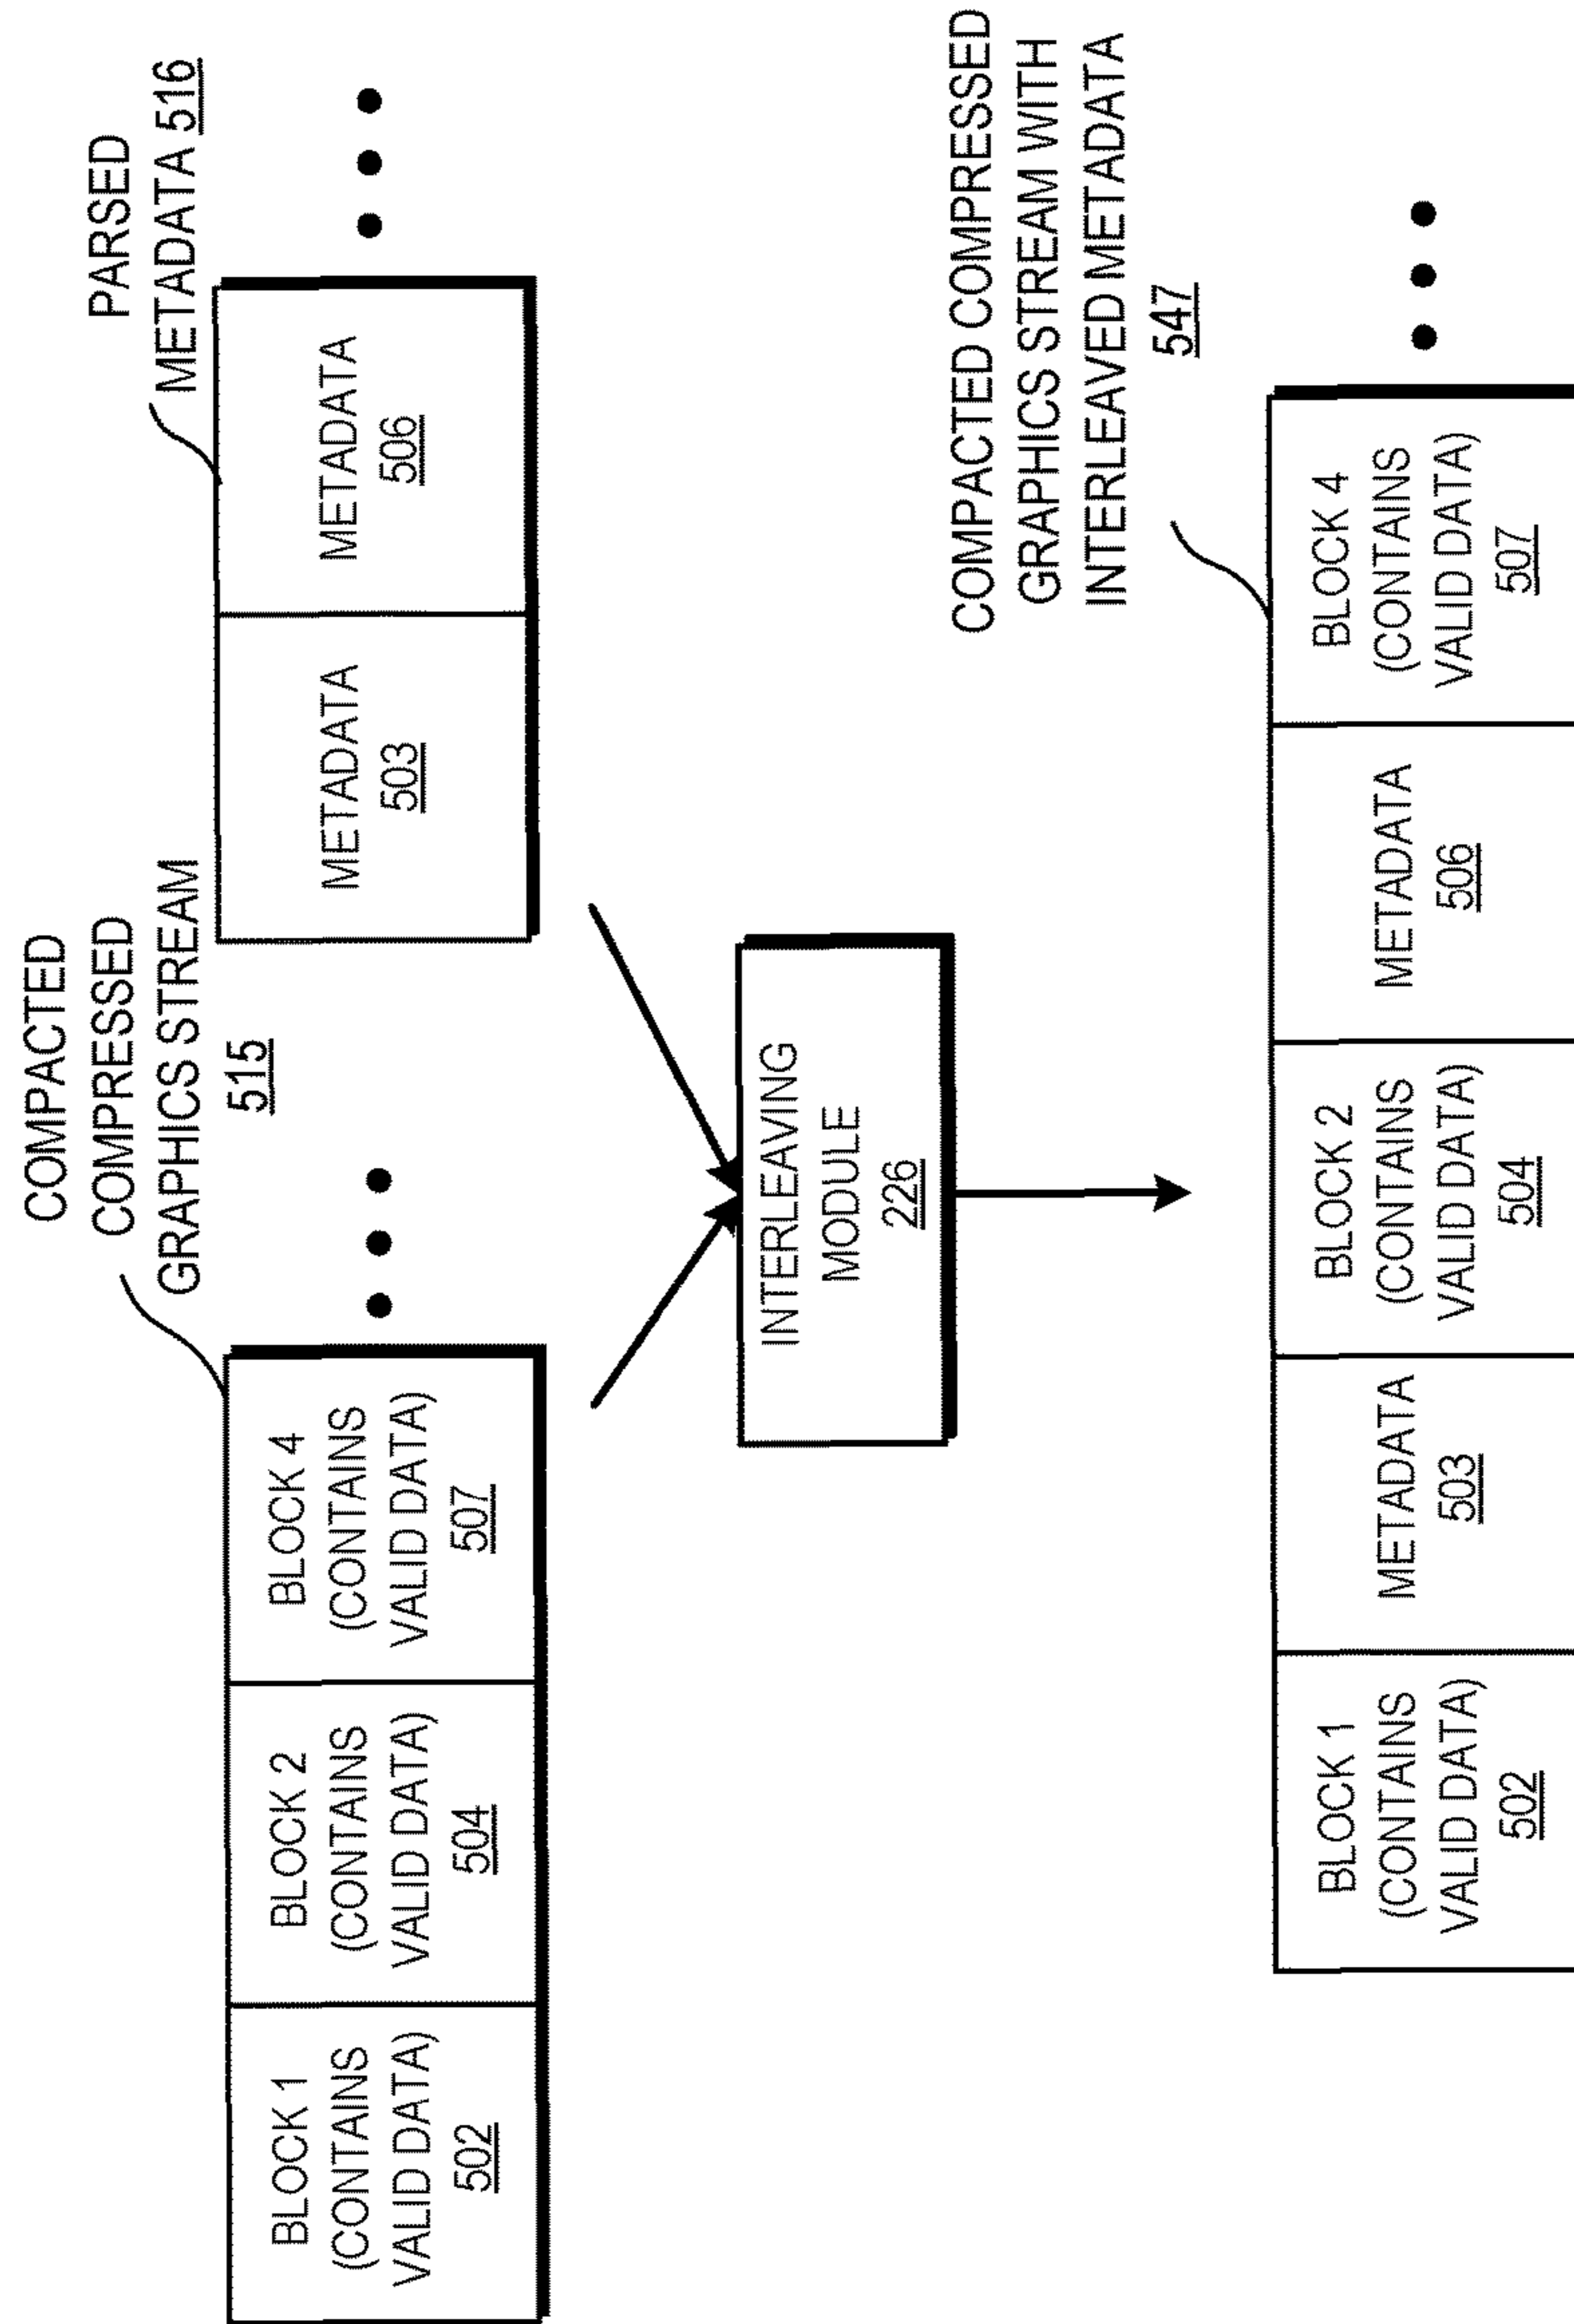 COMPACTED
COMPRESSED
GRAPHICS STREAM
515
BLOCK 1
(CONTAINS
VALID DATA)
502
BLOCK 2
(CONTAINS
VALID DATA)
504
BLOCK 4
(CONTAINS
VALID DATA)
507
PARSED
METADATA 516
METADATA
503
METADATA
506
INTERLEAVING
MODULE
226
COMPACTED COMPRESSED
GRAPHICS STREAM WITH
INTERLEAVED METADATA
547
BLOCK 1
(CONTAINS
VALID DATA)
502
METADATA
503
BLOCK 2
(CONTAINS
VALID DATA)
504
METADATA
506
BLOCK 4
(CONTAINS
VALID DATA)
507